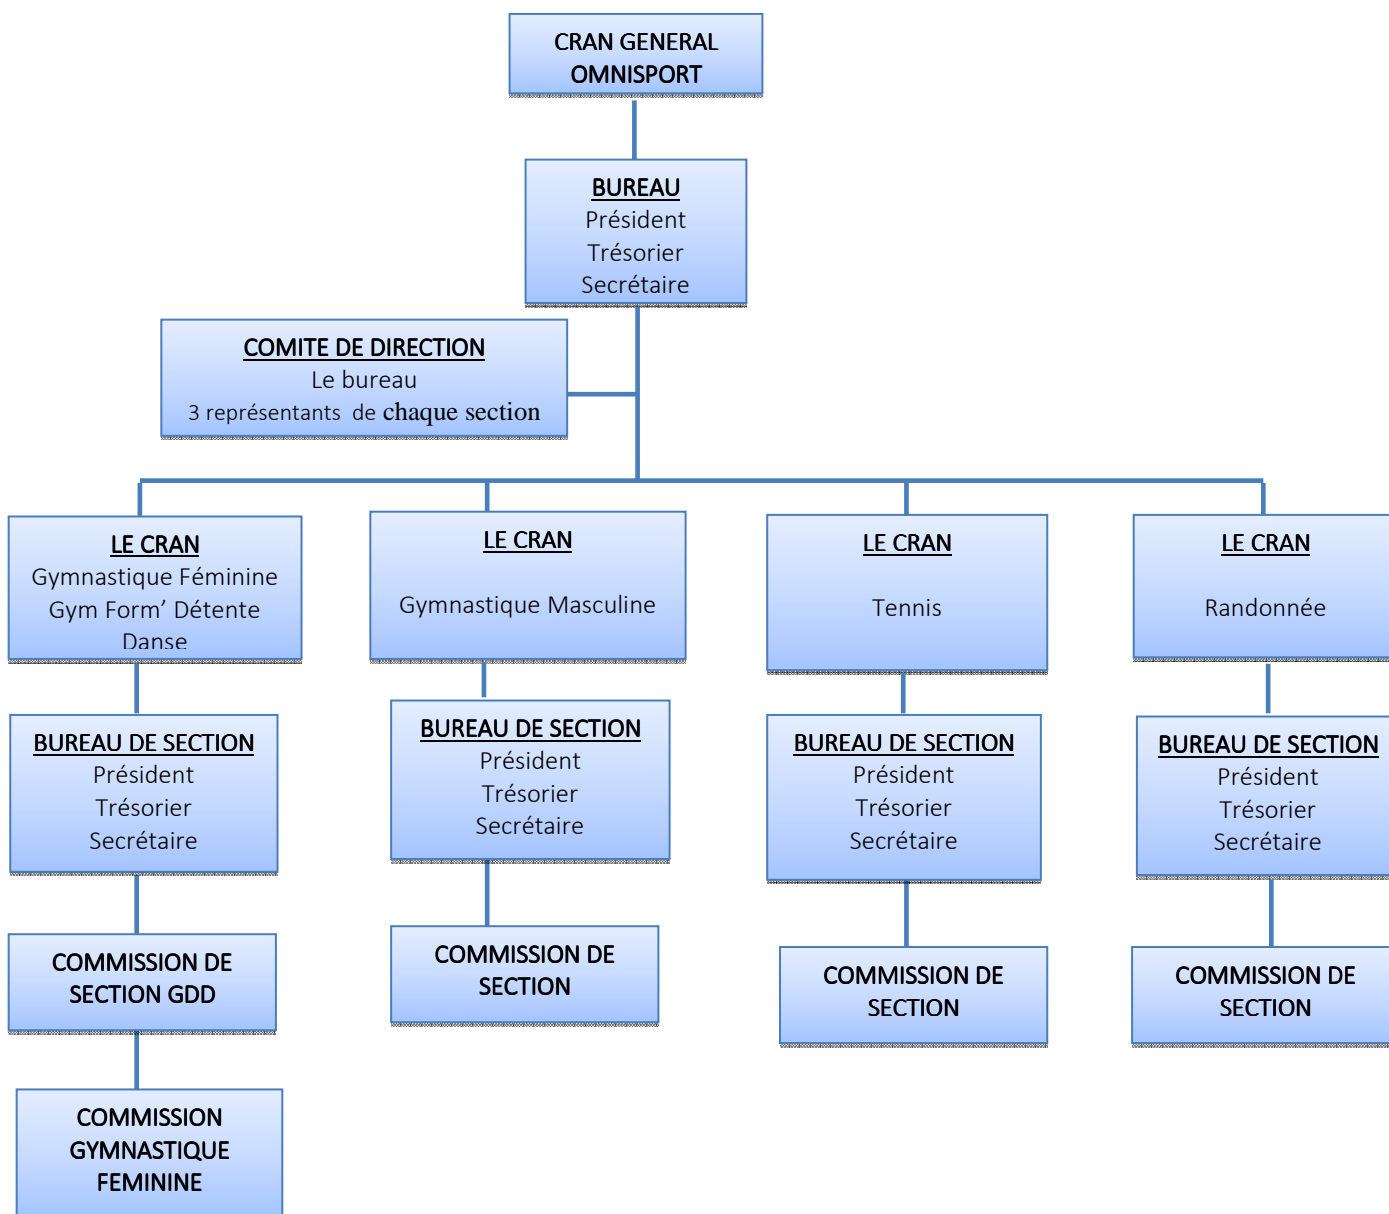 CRAN GENERAL
OMNISPORT
BUREAU
Président
Trésorier
Secrétaire
COMITE DE DIRECTION
Le bureau
3 représentants de chaque section
LE CRAN
Gymnastique Féminine
Gym Form’ Détente
Danse
LE CRAN
Gymnastique Masculine
LE CRAN
Tennis
LE CRAN
Randonnée
BUREAU DE SECTION
Président
Trésorier
Secrétaire
BUREAU DE SECTION
Président
Trésorier
Secrétaire
BUREAU DE SECTION
Président
Trésorier
Secrétaire
BUREAU DE SECTION
Président
Trésorier
Secrétaire
COMMISSION DE
SECTION GDD
COMMISSION DE
SECTION
COMMISSION DE
SECTION
COMMISSION DE
SECTION
COMMISSION
GYMNASTIQUE
FEMININE